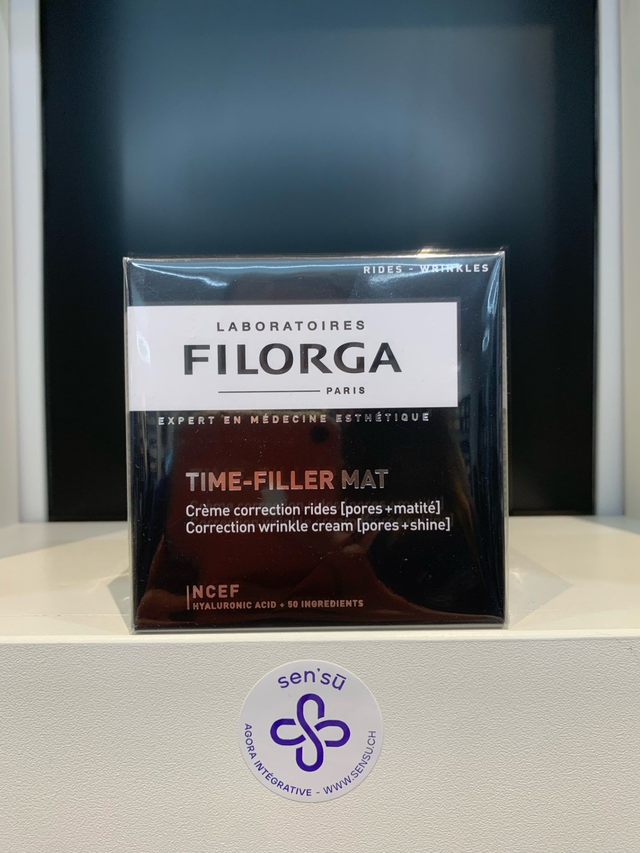 RIDES - WRINKLES
LABORATOIRES
FILORGA
PARIS
EXPERT EN MÉDECINE ESTHÉTIQUE
TIME-FILLER MAT
Crème correction rides [pores+matité]
Correction wrinkle cream [pores+shine]
NCEF
HYALURONIC ACID + 50 INGREDIENTS
sen'sū
AGORA INTÉGRATIVE - WWW.SENSU.CH